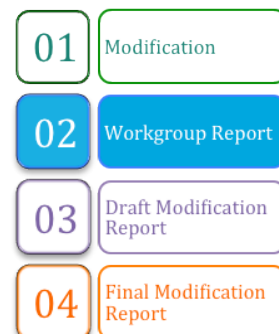 01 Modification
02 Workgroup Report
03 Draft Modification
Report
04 Final Modification
Report